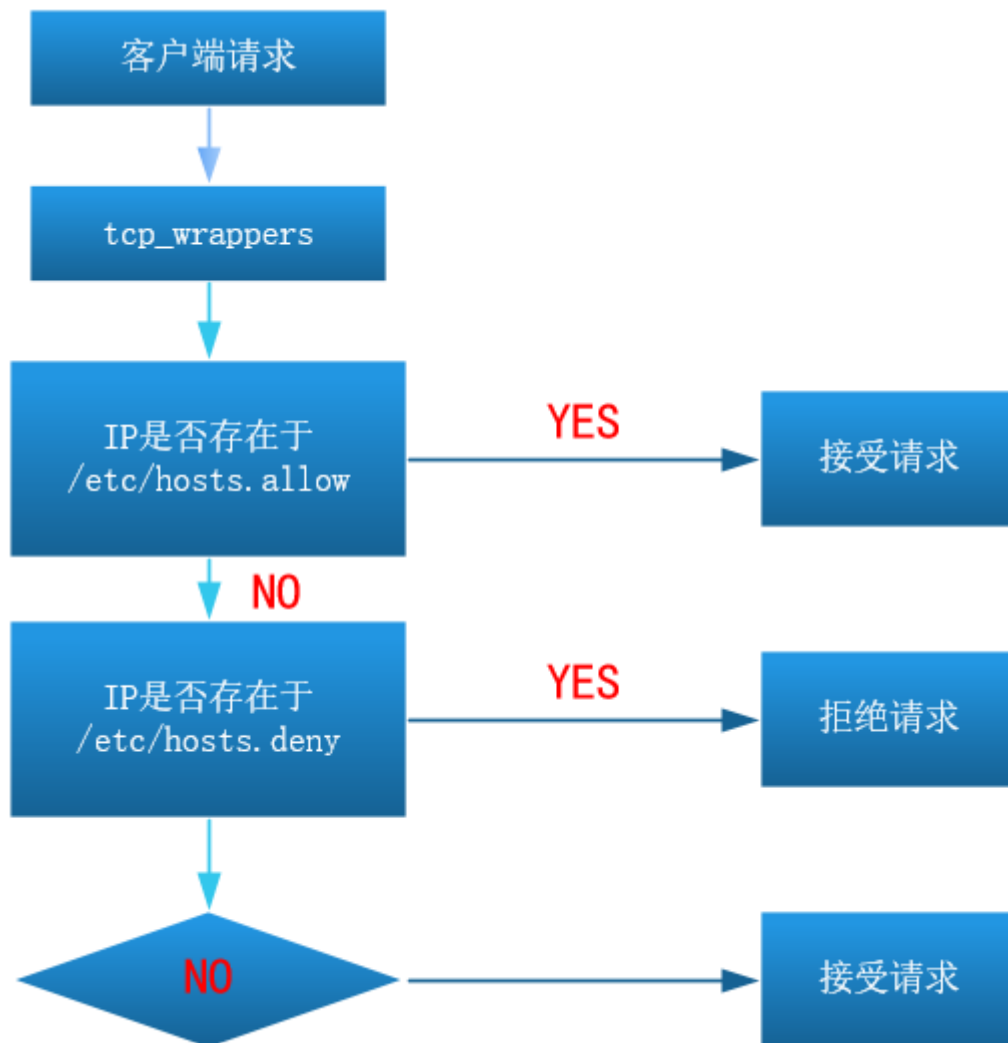 客户端请求
tcp_wrappers
IP是否存在于
/etc/hosts.allow
YES
接受请求
NO
IP是否存在于
/etc/hosts.deny
YES
拒绝请求
NO
接受请求